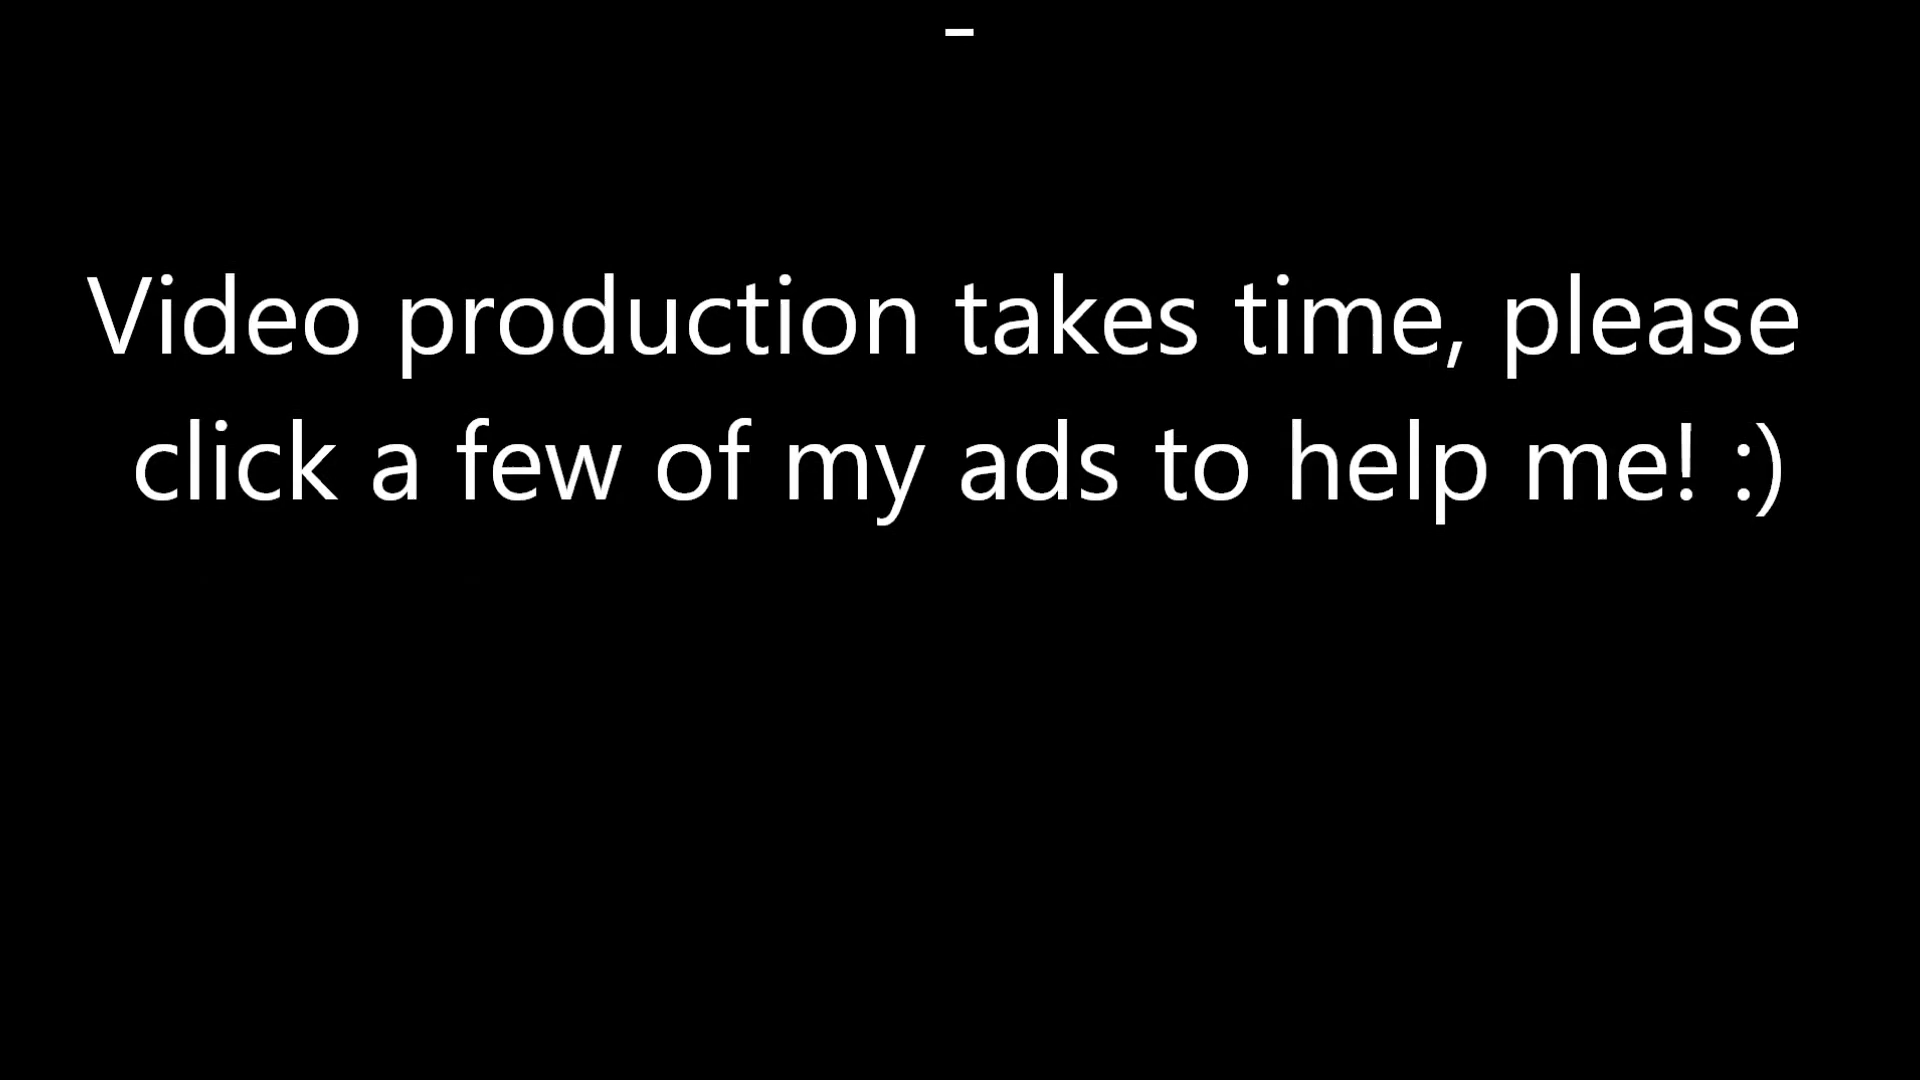 -
Video production takes time, please
click a few of my ads to help me! :)